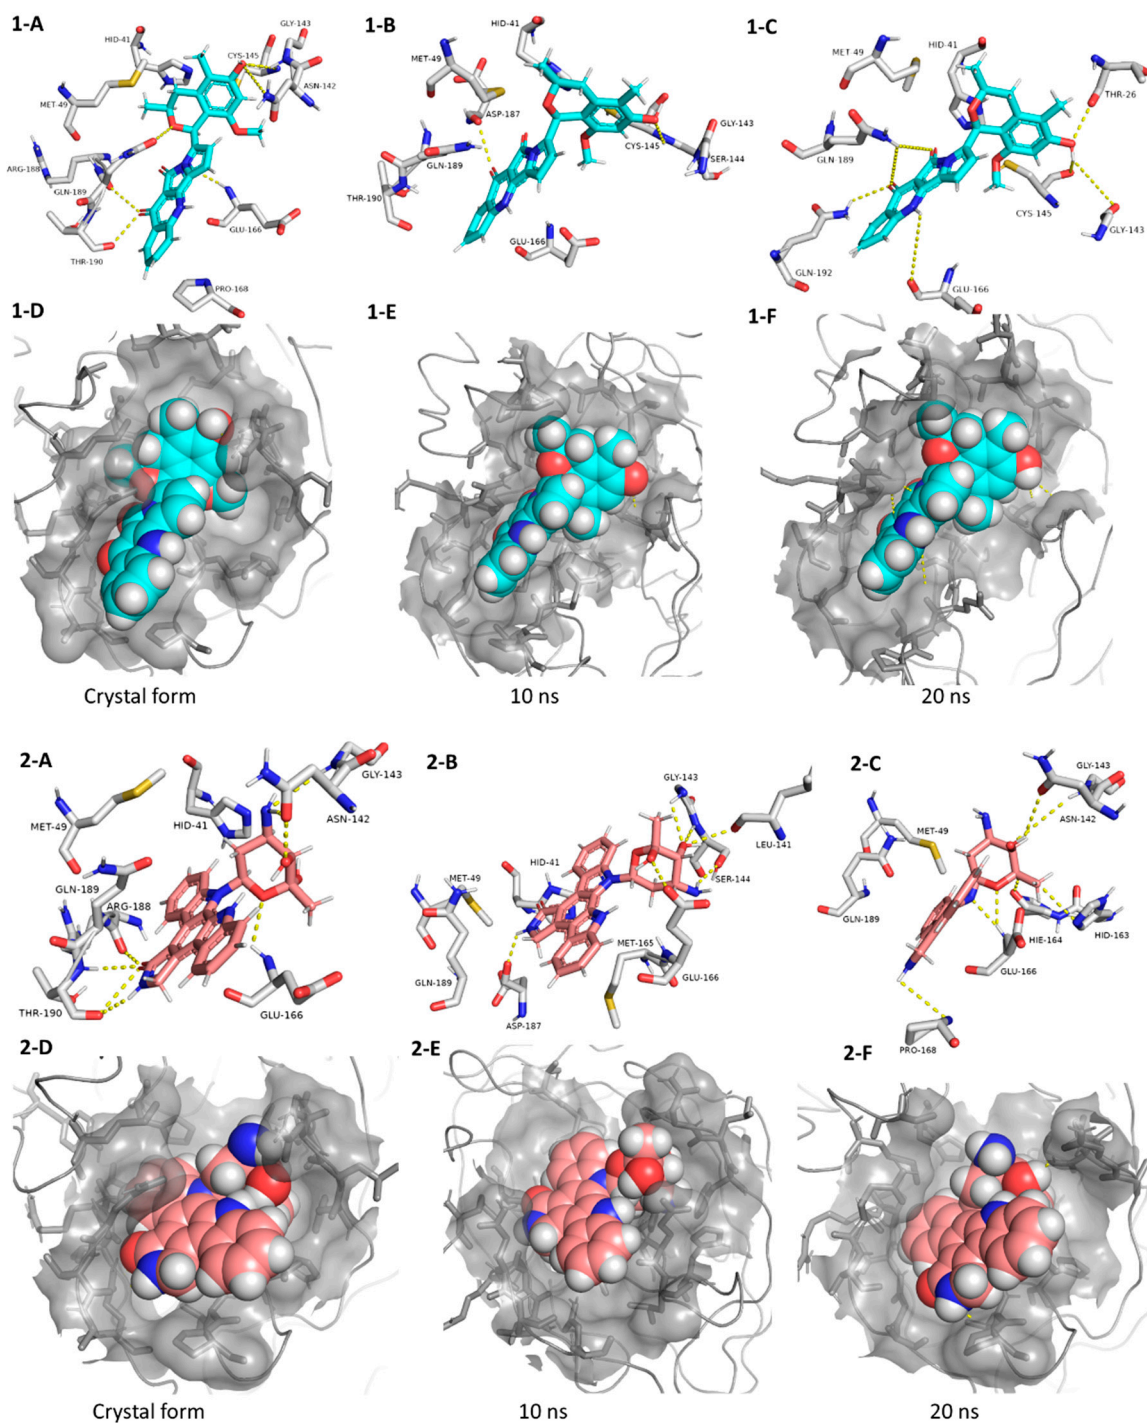 1-A
HID-41
GLY-143
CYS-145
ASN-142
MET-49
ARG-188
GLN-189
GLU-166
THR-190
PRO-168
1-B
HID-41
MET-49
ASP-187
GLY-143
CYS-145
SER-144
GLN-189
THR-190
GLU-166
1-C
MET-49
HID-41
THR-26
GLN 189
CYS-145
GLY-143
GLN-192
GLU-166
1-D
1-E
1-F
Crystal form
10 ns
20 ns
2-A
GLY-143
HID-41
ASN-142
MET-49
GLN-189
ARG-188
THR-190
GLU-166
2-B
GLY-143
LEU-141
HID-41
SER-144
MET-49
MET-165
GLN-189
GLU-166
ASP-187
2-C
GLY-143
MET-49
ASN-142
GLN-189
HIE-164
HID-163
GLU-166
PRO-168
2-D
2-E
2-F
Crystal form
10 ns
20 ns